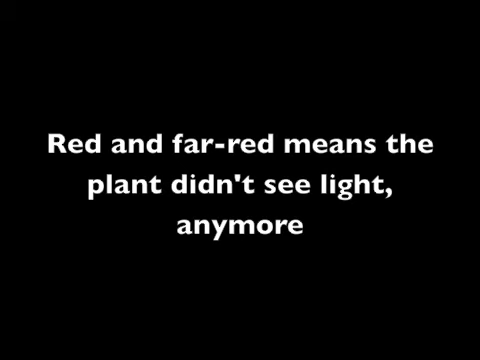 Red and far-red means the
plant didn't see light,
anymore